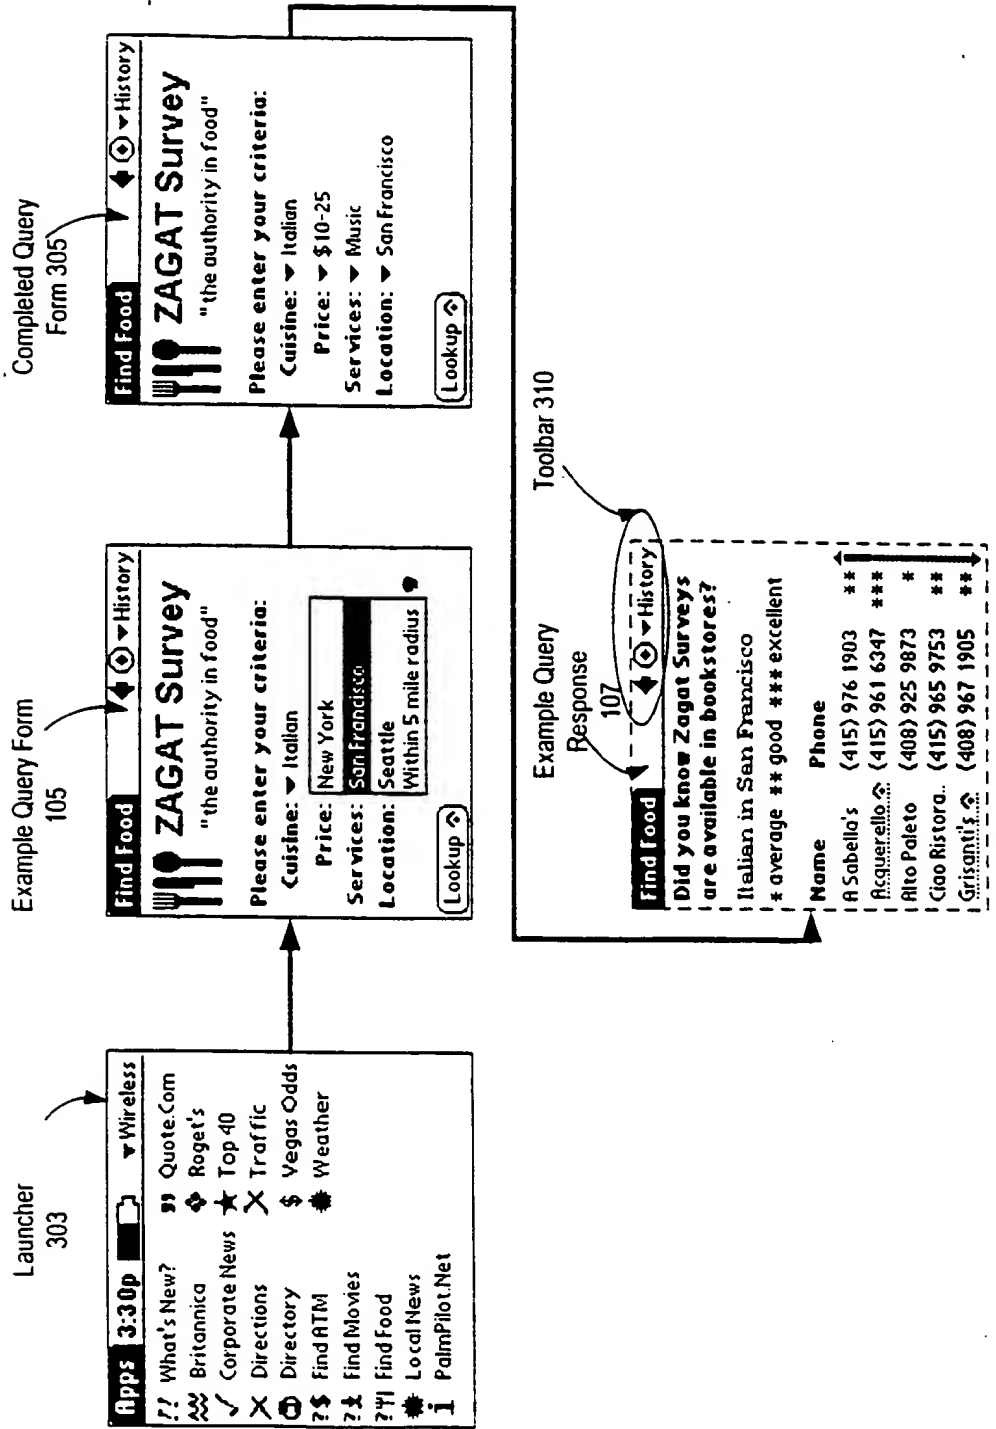 Launcher
303
Apps 3:30p Wireless
What's New?
Britannica
Corporate News
Directions
Directory
Find ATM
Find Movies
Find Food
Local News
PalmPilot.Net
Quote.Com
Roget's
Top 40
Traffic
Vegas Odds
Weather
Example Query Form
105
Find Food History
ZAGAT Survey
"the authority in food"
Please enter your criteria:
Cuisine: Italian
Price:
Services:
Location:
New York
San Francisco
Seattle
Within 5 mile radius
Lookup
Completed Query
Form 305
Find Food History
ZAGAT Survey
"the authority in food"
Please enter your criteria:
Cuisine: Italian
Price: $10-25
Services: Music
Location: San Francisco
Lookup
Example Query
Response
107
Toolbar 310
Find Food History
Did you know Zagat Surveys
are available in bookstores?
Italian in San Francisco
* average ** good *** excellent
Name Phone
A Sabella's (415) 976 1903 **
Acquerello (415) 961 6347 ***
Alto Paleto (408) 925 9873 *
Ciao Ristora.. (415) 965 9753 **
Grisanti's (408) 967 1905 **